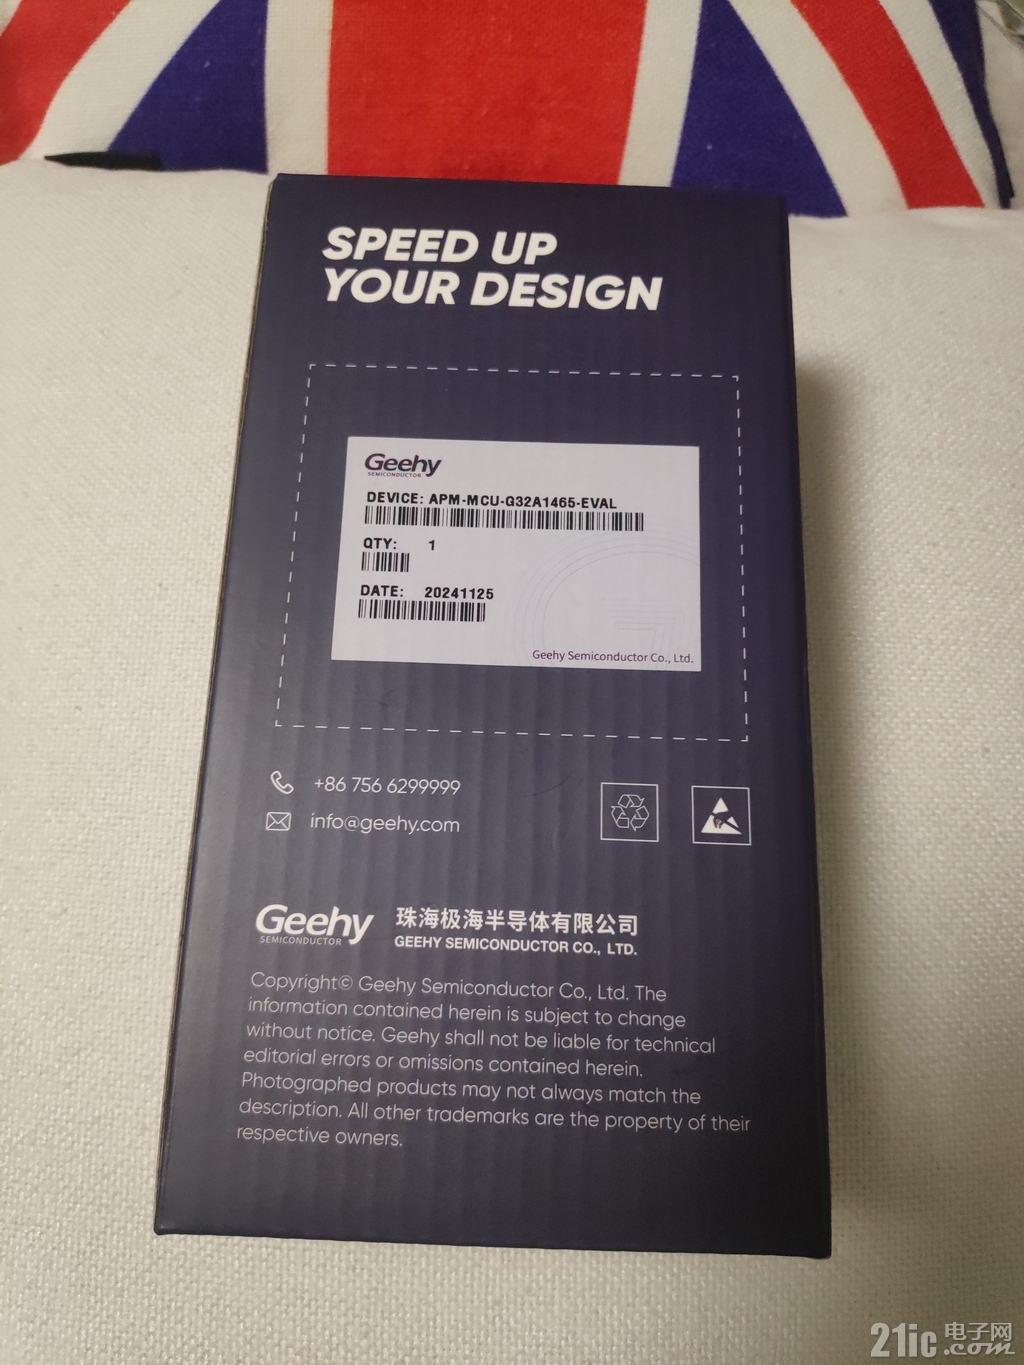 SPEED UP
YOUR DESIGN
Geehy
SEMICONDUCTOR
DEVICE: APM-MCU-G32A1465-EVAL
QTY: 1
DATE: 20241125
Geehy Semiconductor Co., Ltd.
+86 756 6299999
info@geehy.com
Geehy
SEMICONDUCTOR
珠海极海半导体有限公司
GEEHY SEMICONDUCTOR CO., LTD.
Copyright© Geehy Semiconductor Co., Ltd. The
information contained herein is subject to change
without notice. Geehy shall not be liable for technical
editorial errors or omissions contained herein.
Photographed products may not always match the
description. All other trademarks are the property of their
respective owners.
21ic 电子网
.com